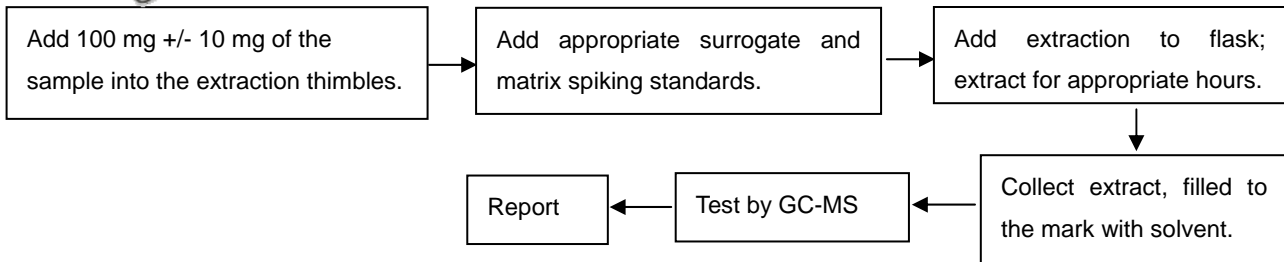 Add 100 mg +/- 10 mg of the
sample into the extraction thimbles.
Add appropriate surrogate and
matrix spiking standards.
Add extraction to flask;
extract for appropriate hours.
Collect extract, filled to
the mark with solvent.
Test by GC-MS
Report